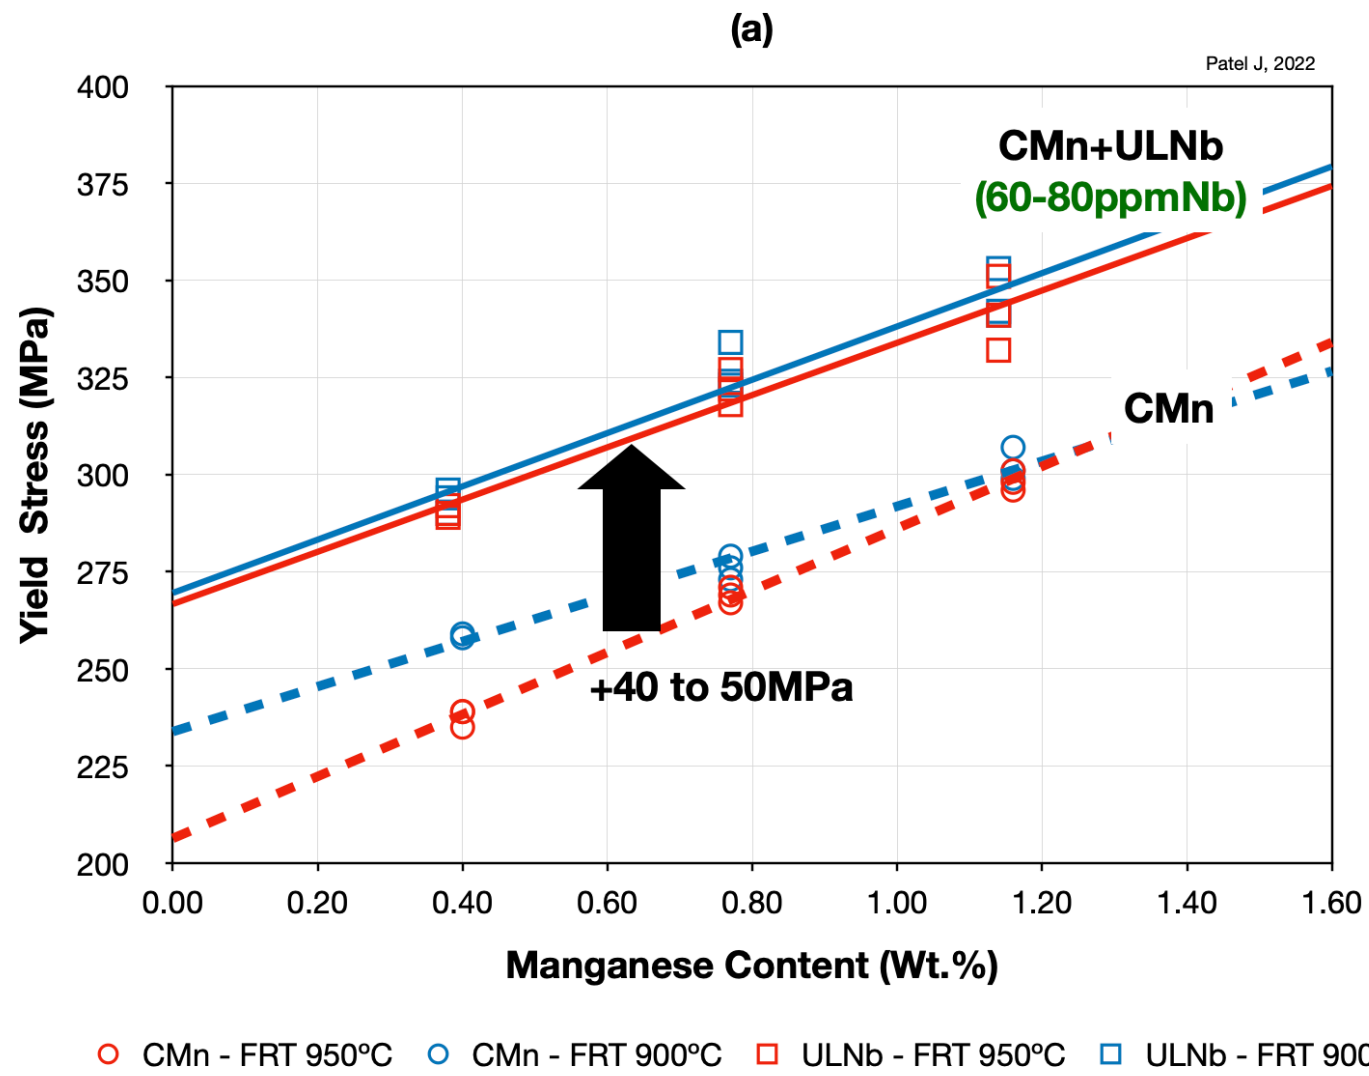 (a)
Patel J, 2022
400
375
350
325
300
275
250
225
200
Yield Stress (MPa)
CMn+ULNb
(60-80ppmNb)
CMn
+40 to 50MPa
0.00 0.20 0.40 0.60 0.80 1.00 1.20 1.40 1.60
Manganese Content (Wt.%)
CMn - FRT 950ºC CMn - FRT 900ºC ULNb - FRT 950ºC ULNb - FRT 900